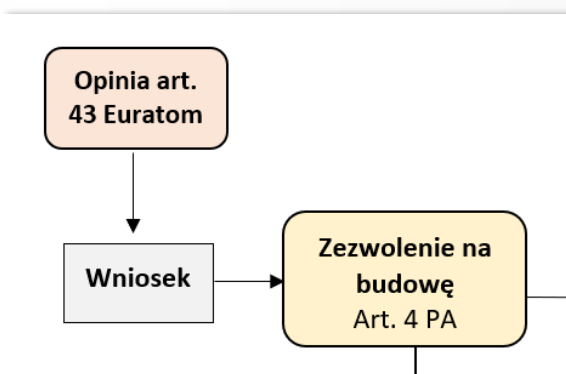 Opinia art.
43 Euratom
Wniosek
Zezwolenie na
budowę
Art. 4 PA